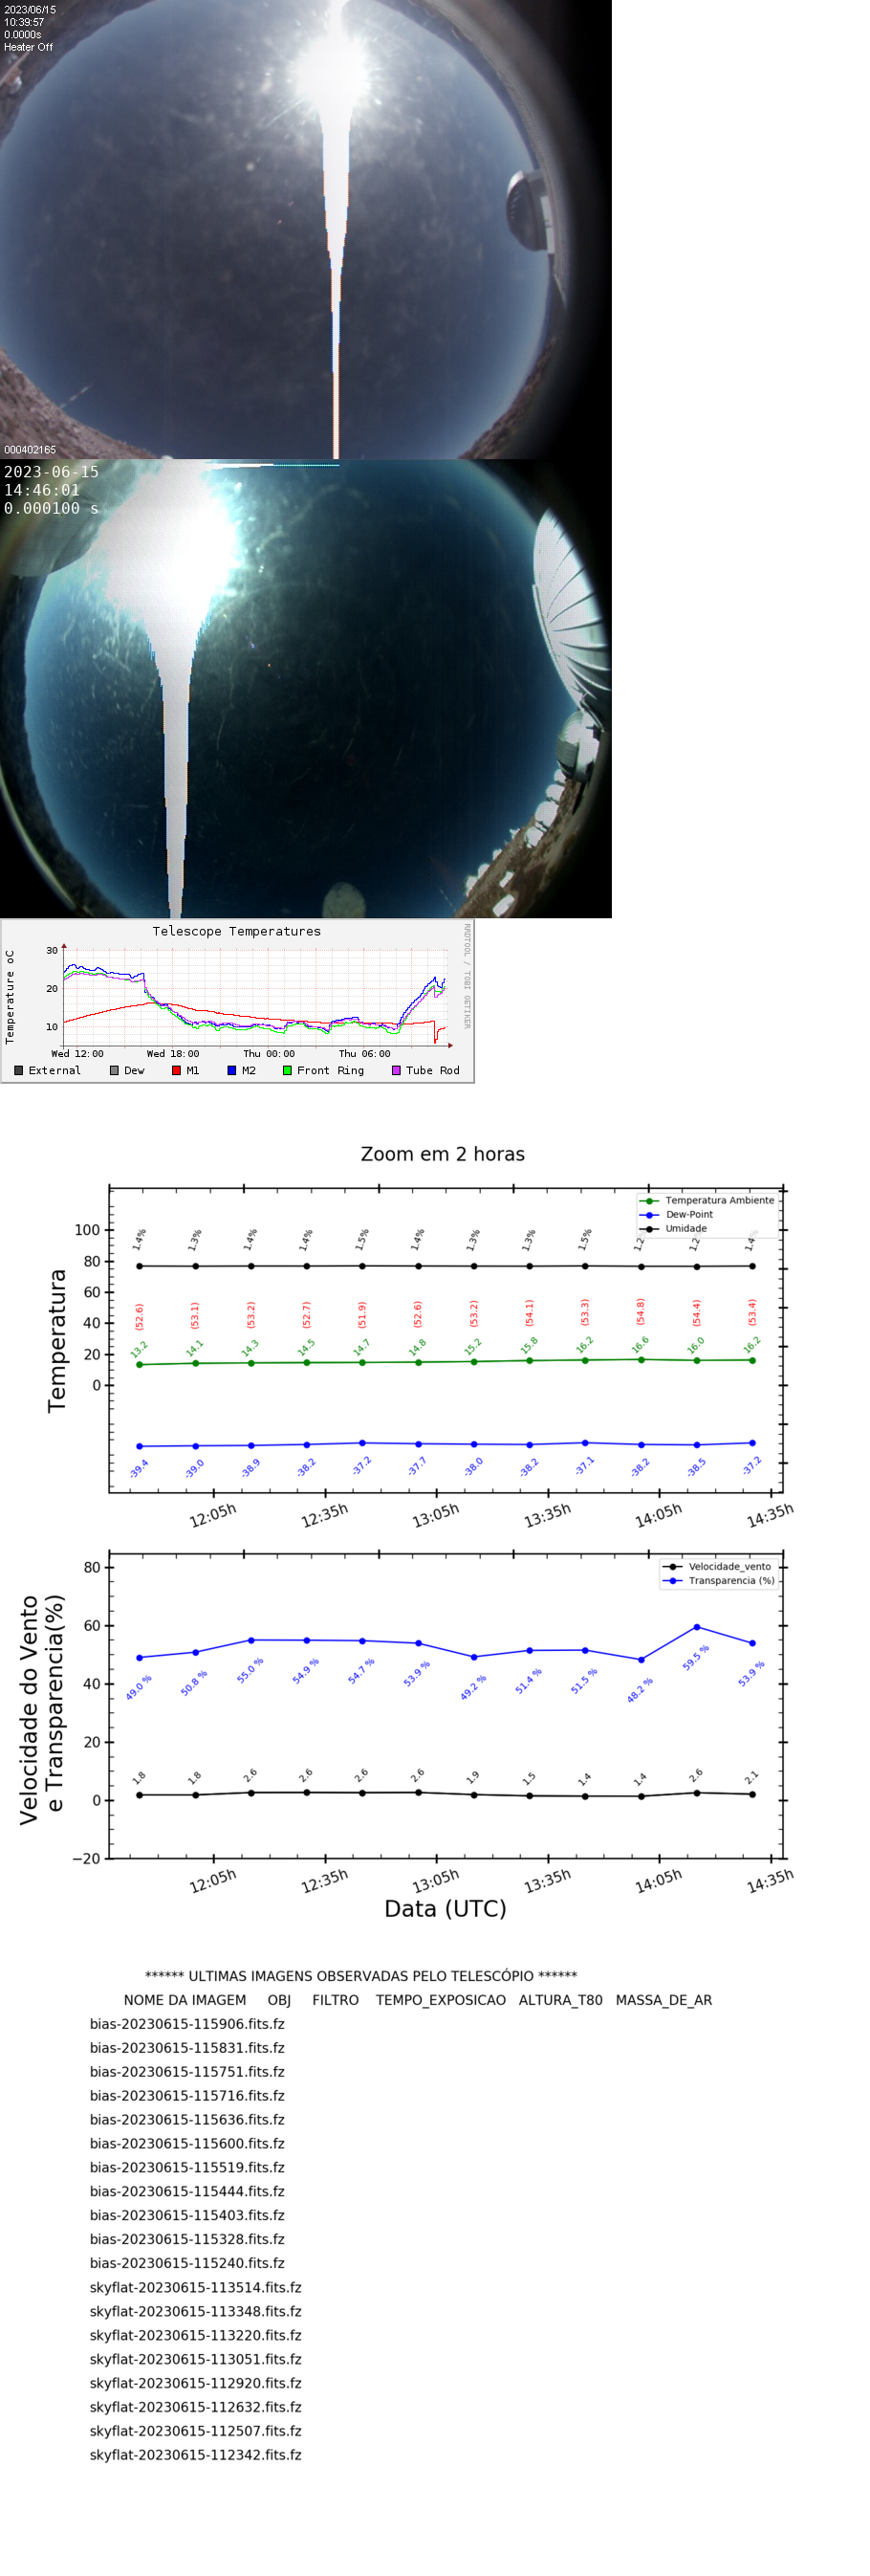 2023/06/15
10:39:57
0.0000s
Heater Off
000402165
2023-06-15
14:46:01
0.000100 s
Telescope Temperatures
RRDTOOL / TOBI OETIKER
Temperature oC
30
20
10
Wed 12:00 Wed 18:00 Thu 00:00 Thu 06:00
External Dew M1 M2 Front Ring Tube Rod
Zoom em 2 horas
Temperatura
Temperatura Ambiente
Dew-Point
Umidade
100
80
60
40
20
0
1.4% 1.3% 1.4% 1.4% 1.5% 1.4% 1.3% 1.3% 1.5% 1.2 1.2 1.4
(52.6) (53.1) (53.2) (52.7) (51.9) (52.6) (53.2) (54.1) (53.3) (54.8) (54.4) (53.4)
13.2 14.1 14.3 14.5 14.7 14.8 15.2 15.8 16.2 16.6 16.0 16.2
-39.4 -39.0 -38.9 -38.2 -37.2 -37.7 -38.0 -38.2 -37.1 -38.2 -38.5 -37.2
12:05h 12:35h 13:05h 13:35h 14:05h 14:35h
Velocidade do Vento
e Transparencia(%)
Velocidade_vento
Transparencia (%)
80
60
40
20
0
−20
49.0 % 50.8 % 55.0 % 54.9 % 54.7 % 53.9 % 49.2 % 51.4 % 51.5 % 48.2 % 59.5 % 53.9 %
1.8 1.8 2.6 2.6 2.6 2.6 1.9 1.5 1.4 1.4 2.6 2.1
12:05h 12:35h 13:05h 13:35h 14:05h 14:35h
Data (UTC)
****** ULTIMAS IMAGENS OBSERVADAS PELO TELESCÓPIO ******
NOME DA IMAGEM OBJ FILTRO TEMPO_EXPOSICAO ALTURA_T80 MASSA_DE_AR
bias-20230615-115906.fits.fz
bias-20230615-115831.fits.fz
bias-20230615-115751.fits.fz
bias-20230615-115716.fits.fz
bias-20230615-115636.fits.fz
bias-20230615-115600.fits.fz
bias-20230615-115519.fits.fz
bias-20230615-115444.fits.fz
bias-20230615-115403.fits.fz
bias-20230615-115328.fits.fz
bias-20230615-115240.fits.fz
skyflat-20230615-113514.fits.fz
skyflat-20230615-113348.fits.fz
skyflat-20230615-113220.fits.fz
skyflat-20230615-113051.fits.fz
skyflat-20230615-112920.fits.fz
skyflat-20230615-112632.fits.fz
skyflat-20230615-112507.fits.fz
skyflat-20230615-112342.fits.fz